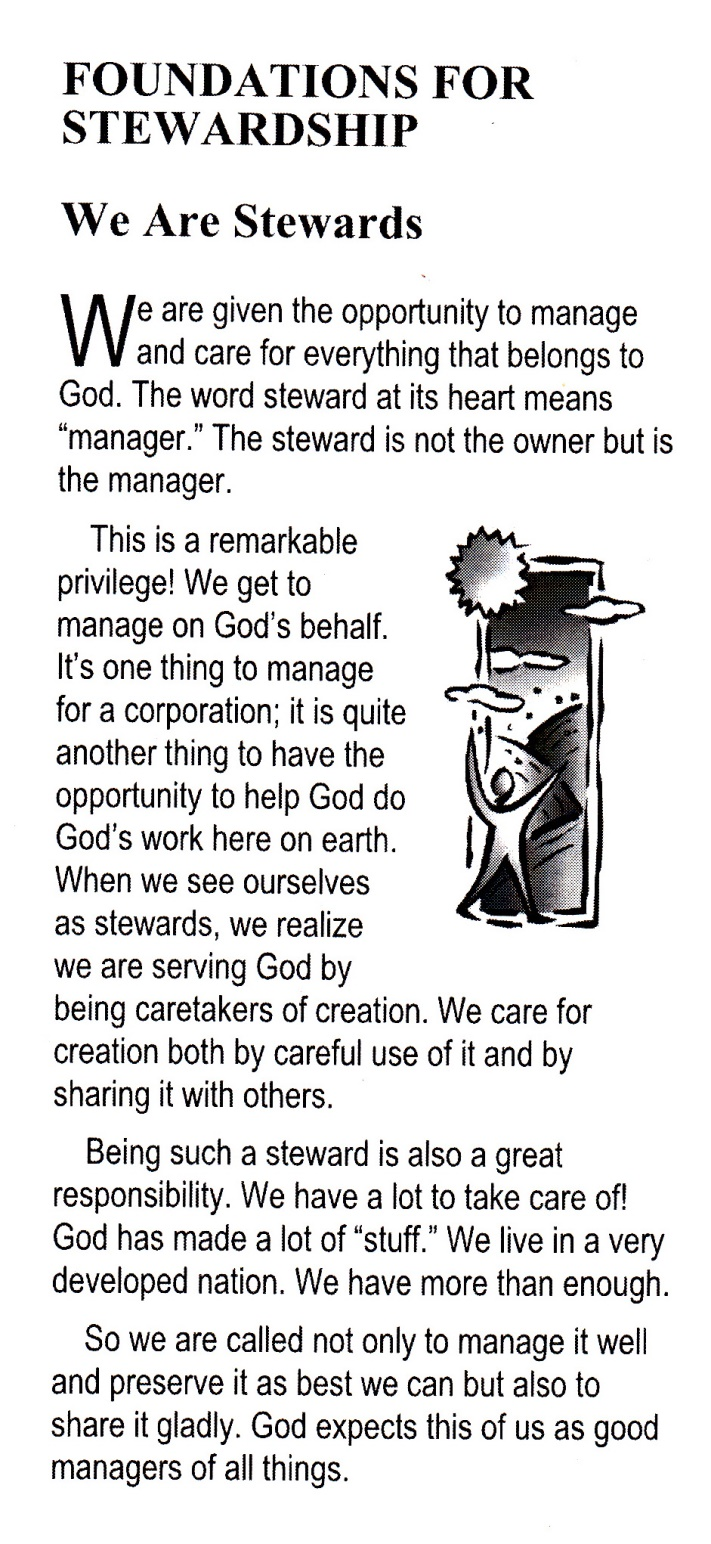 FOUNDATIONS FOR
STEWARDSHIP
We Are Stewards
We are given the opportunity to manage
and care for everything that belongs to
God. The word steward at its heart means
“manager.” The steward is not the owner but is
the manager.
This is a remarkable
privilege! We get to
manage on God’s behalf.
It’s one thing to manage
for a corporation; it is quite
another thing to have the
opportunity to help God do
God’s work here on earth.
When we see ourselves
as stewards, we realize
we are serving God by
being caretakers of creation. We care for
creation both by careful use of it and by
sharing it with others.
Being such a steward is also a great
responsibility. We have a lot to take care of!
God has made a lot of “stuff.” We live in a very
developed nation. We have more than enough.
So we are called not only to manage it well
and preserve it as best we can but also to
share it gladly. God expects this of us as good
managers of all things.